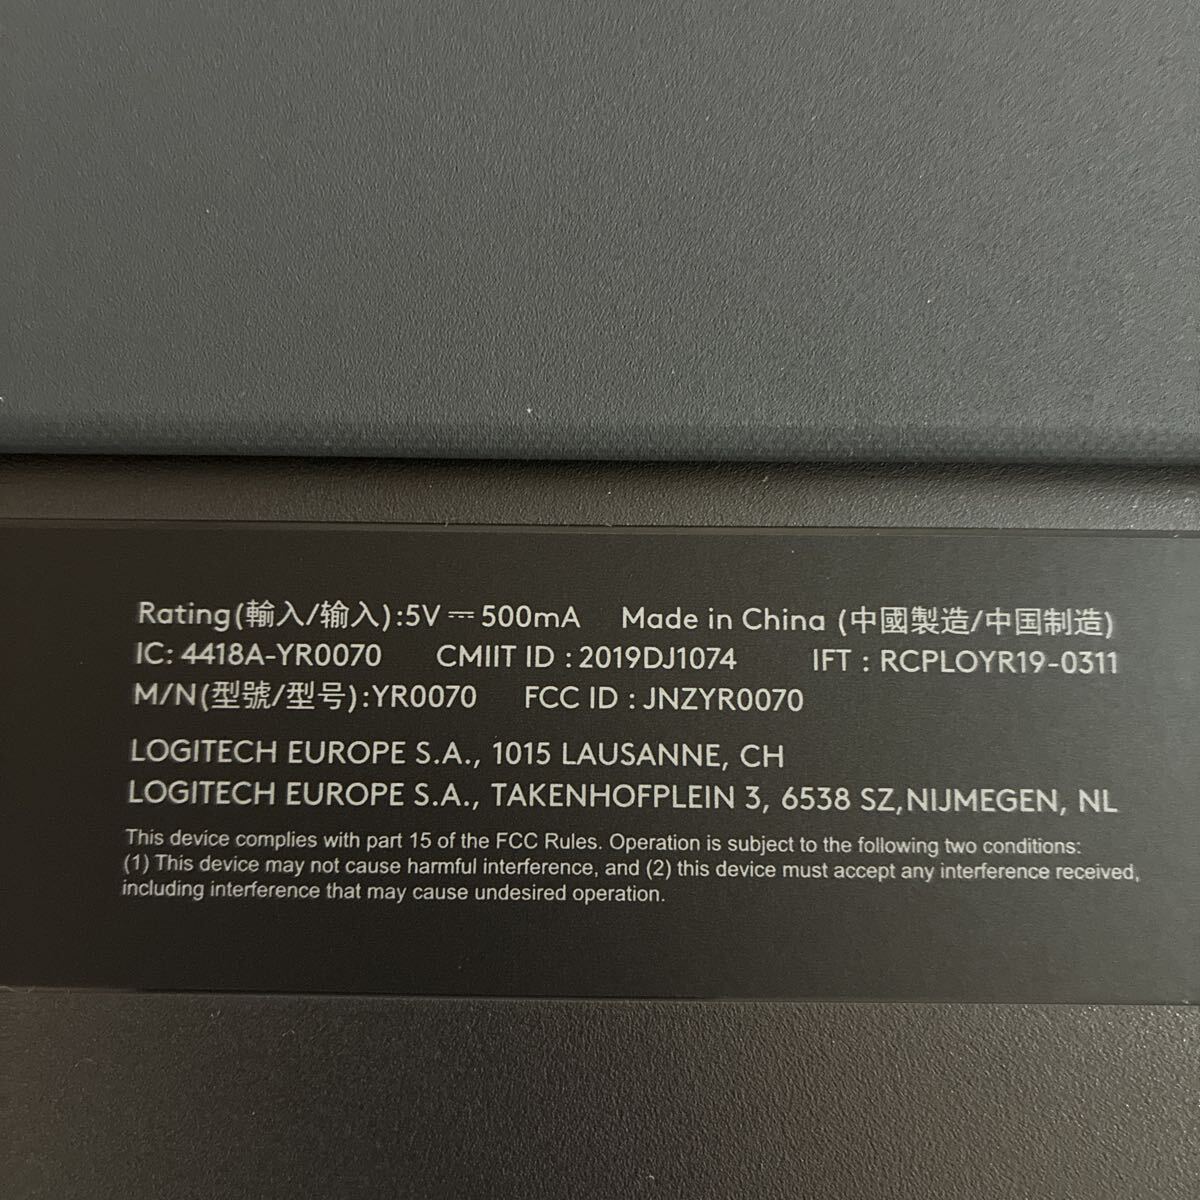 Rating(輸入/输入):5V⎓500mA Made in China (中國製造/中国制造)
IC: 4418A-YR0070 CMIIT ID : 2019DJ1074 IFT : RCPLOYR19-0311
M/N(型號/型号):YR0070 FCC ID : JNZYR0070
LOGITECH EUROPE S.A., 1015 LAUSANNE, CH
LOGITECH EUROPE S.A., TAKENHOFPLEIN 3, 6538 SZ,NIJMEGEN, NL
This device complies with part 15 of the FCC Rules. Operation is subject to the following two conditions:
(1) This device may not cause harmful interference, and (2) this device must accept any interference received,
including interference that may cause undesired operation.